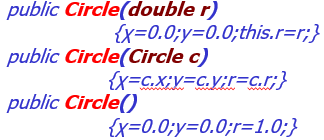 public Circle(double r)
{x=0.0;y=0.0;this.r=r;}
public Circle(Circle c)
{x=c.x;y=c.y;r=c.r;}
public Circle()
{x=0.0;y=0.0;r=1.0;}